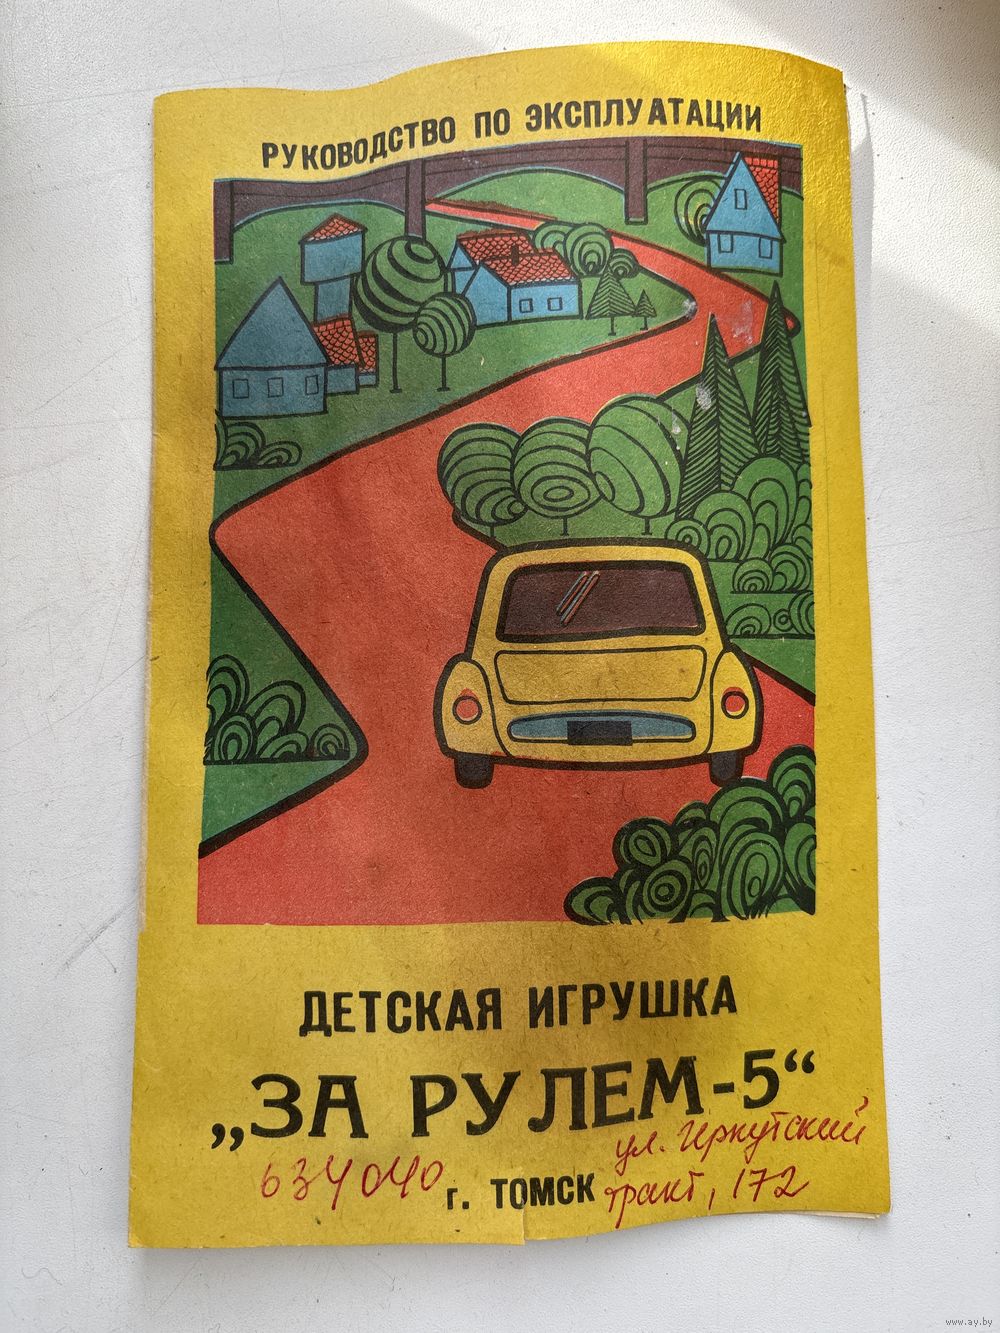 РУКОВОДСТВО ПО ЭКСПЛУАТАЦИИ
ДЕТСКАЯ ИГРУШКА
„ЗА РУЛЕМ-5“
634040 г. ТОМСК ул. Иркутский
тракт, 172
www.ay.by